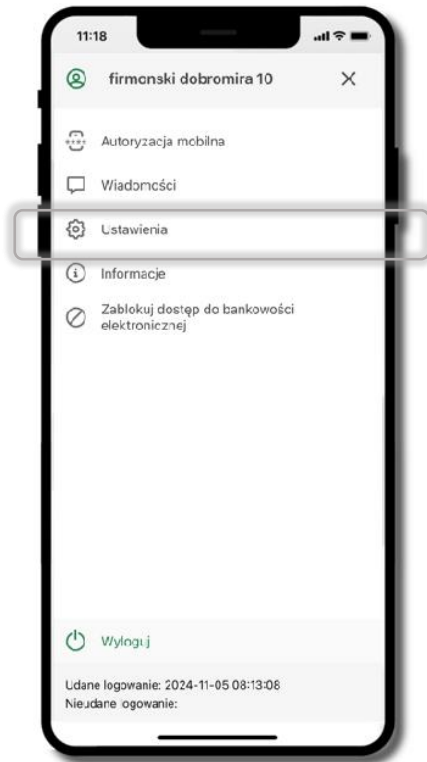 11:18
firmonski dobromira 10
Autoryzacja mobilna
Wiadomości
Ustawienia
Informacje
Zablokuj dostęp do bankowości
elektronicznej
Wyloguj
Udane logowanie: 2024-11-05 08:13:08
Nieudane logowanie: